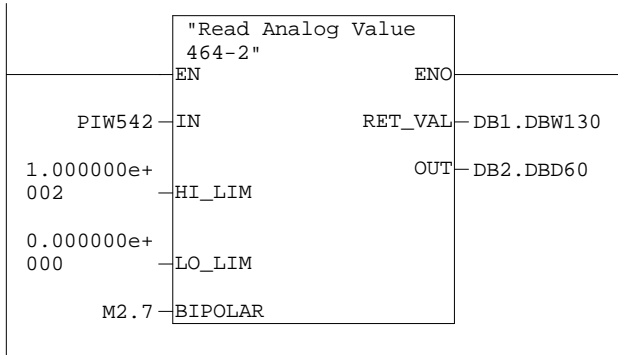 "Read Analog Value
464-2"
EN ENO
PIW542 IN RET_VAL DB1.DBW130
1.000000e+ OUT DB2.DBD60
002 HI_LIM
0.000000e+
000 LO_LIM
M2.7 BIPOLAR